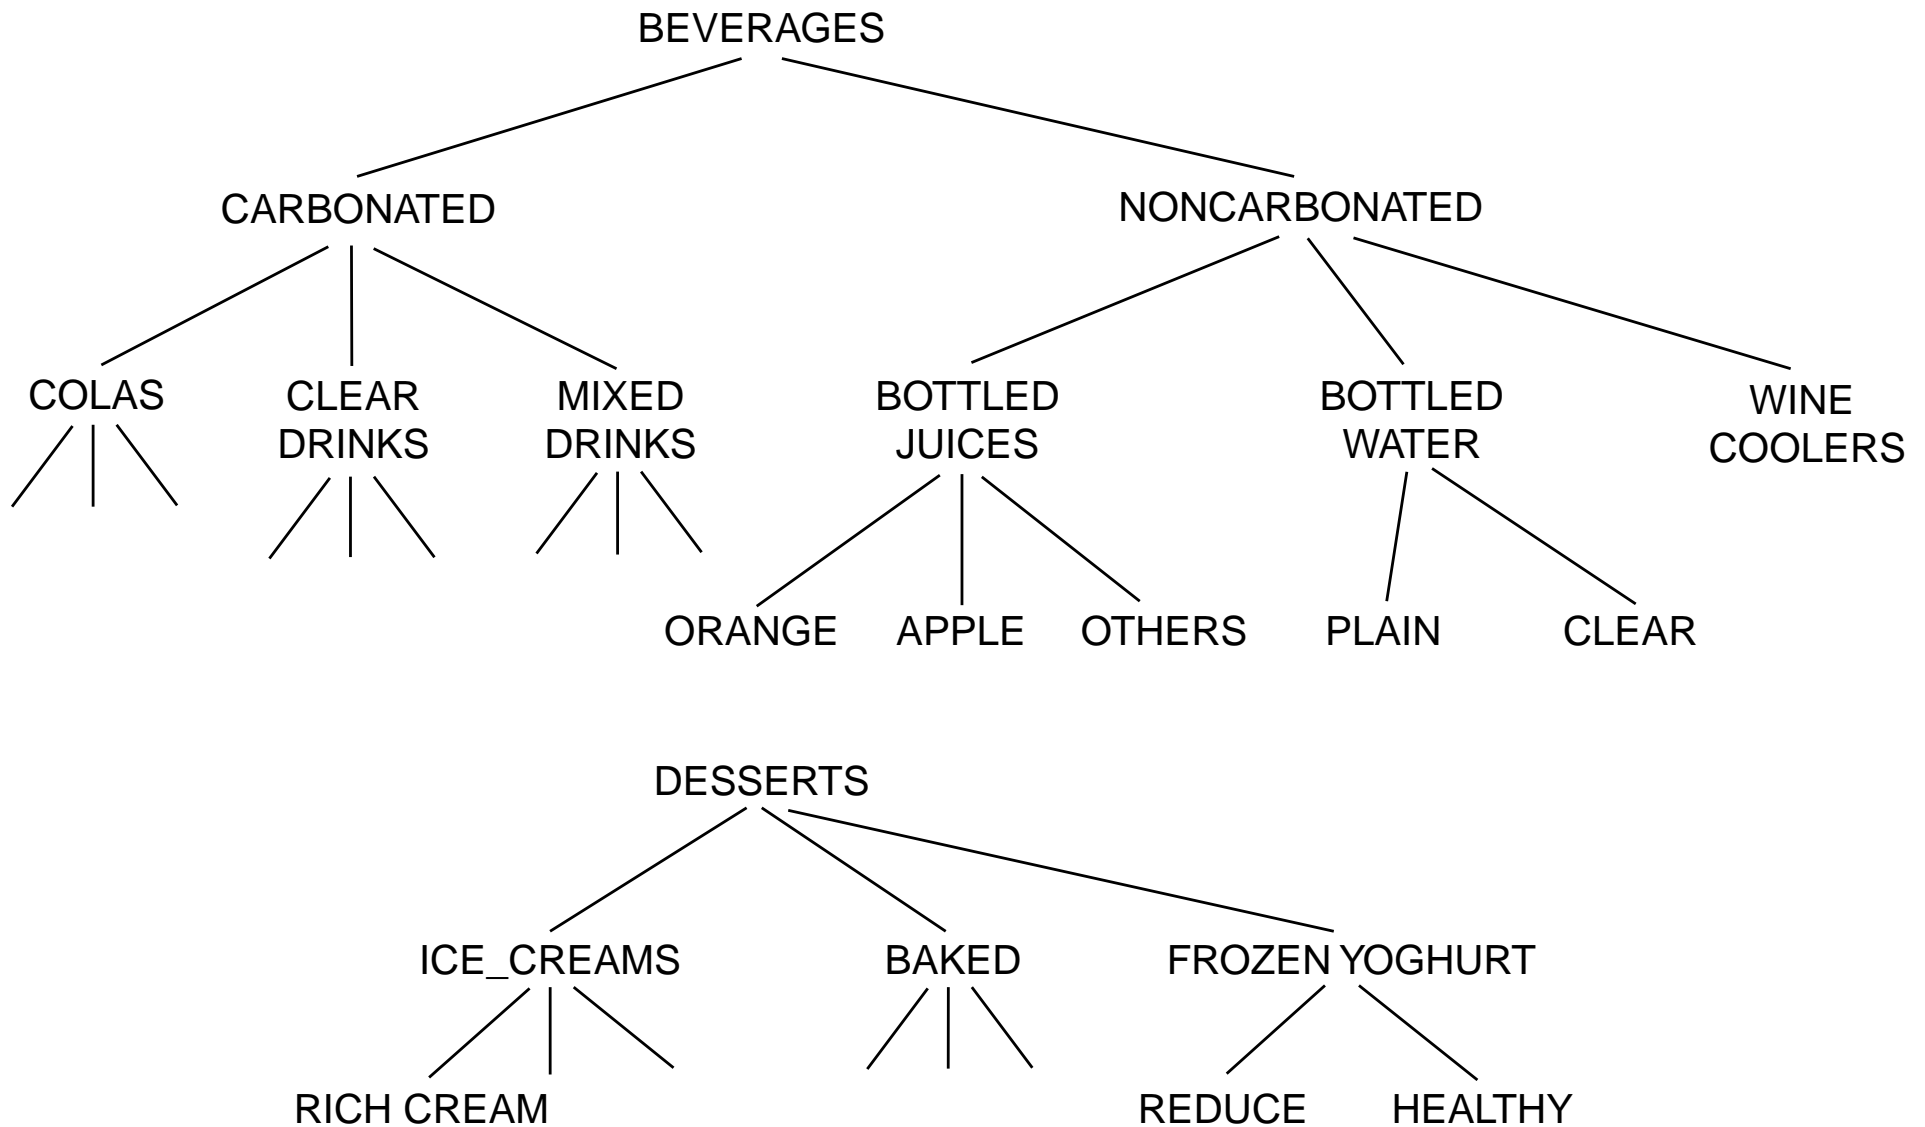 BEVERAGES
CARBONATED
NONCARBONATED
COLAS
CLEAR
DRINKS
MIXED
DRINKS
BOTTLED
JUICES
BOTTLED
WATER
WINE
COOLERS
ORANGE
APPLE
OTHERS
PLAIN
CLEAR
DESSERTS
ICE_CREAMS
BAKED
FROZEN YOGHURT
RICH CREAM
REDUCE
HEALTHY